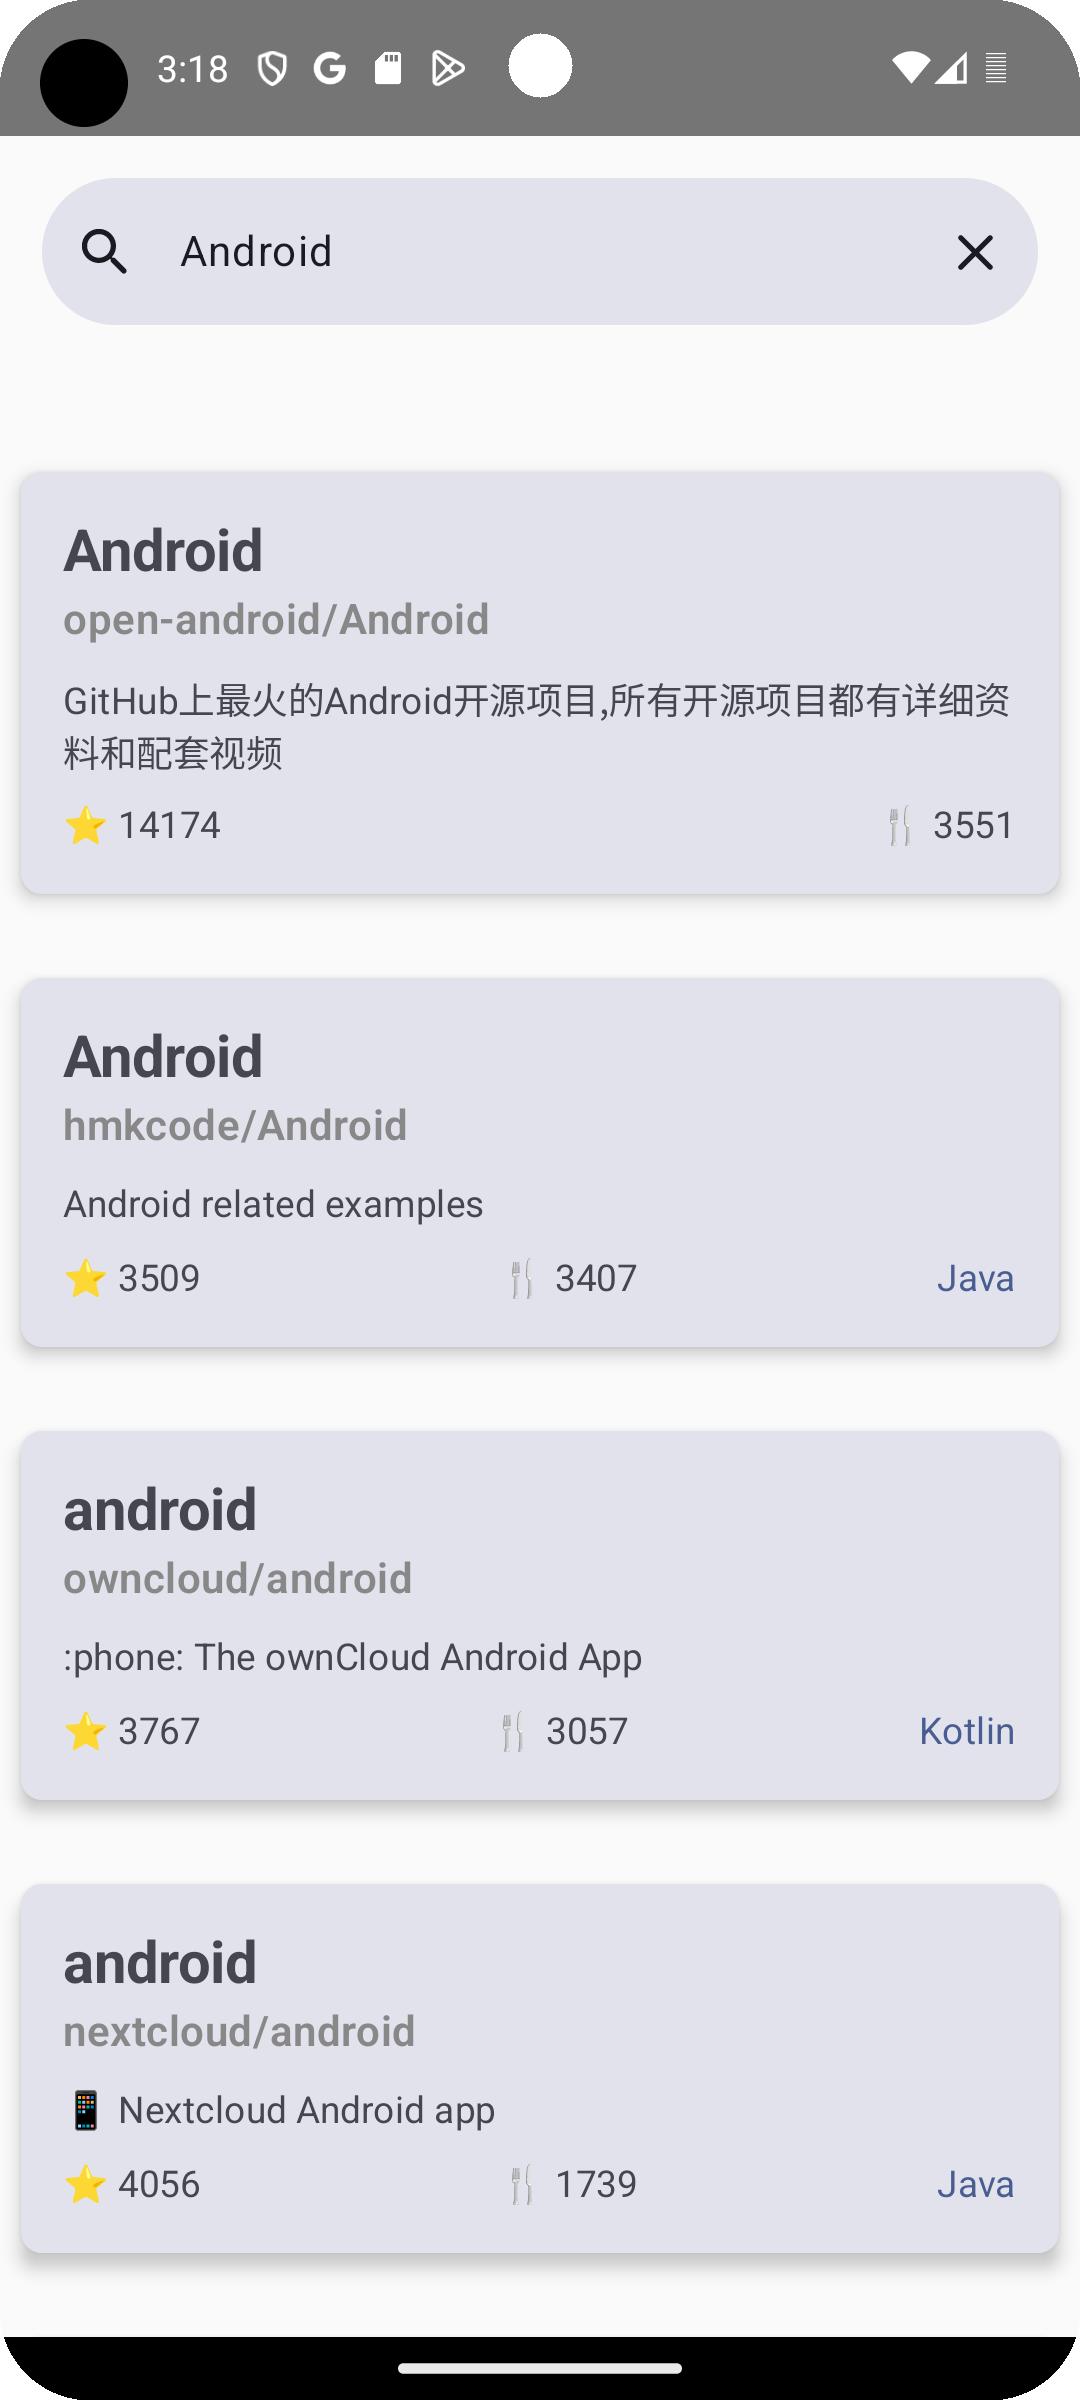 3:18
Android
Android
open-android/Android
GitHub上最火的Android开源项目,所有开源项目都有详细资
料和配套视频
⭐ 14174 🍴 3551
Android
hmkcode/Android
Android related examples
⭐ 3509 🍴 3407 Java
android
owncloud/android
:phone: The ownCloud Android App
⭐ 3767 🍴 3057 Kotlin
android
nextcloud/android
📱 Nextcloud Android app
⭐ 4056 🍴 1739 Java